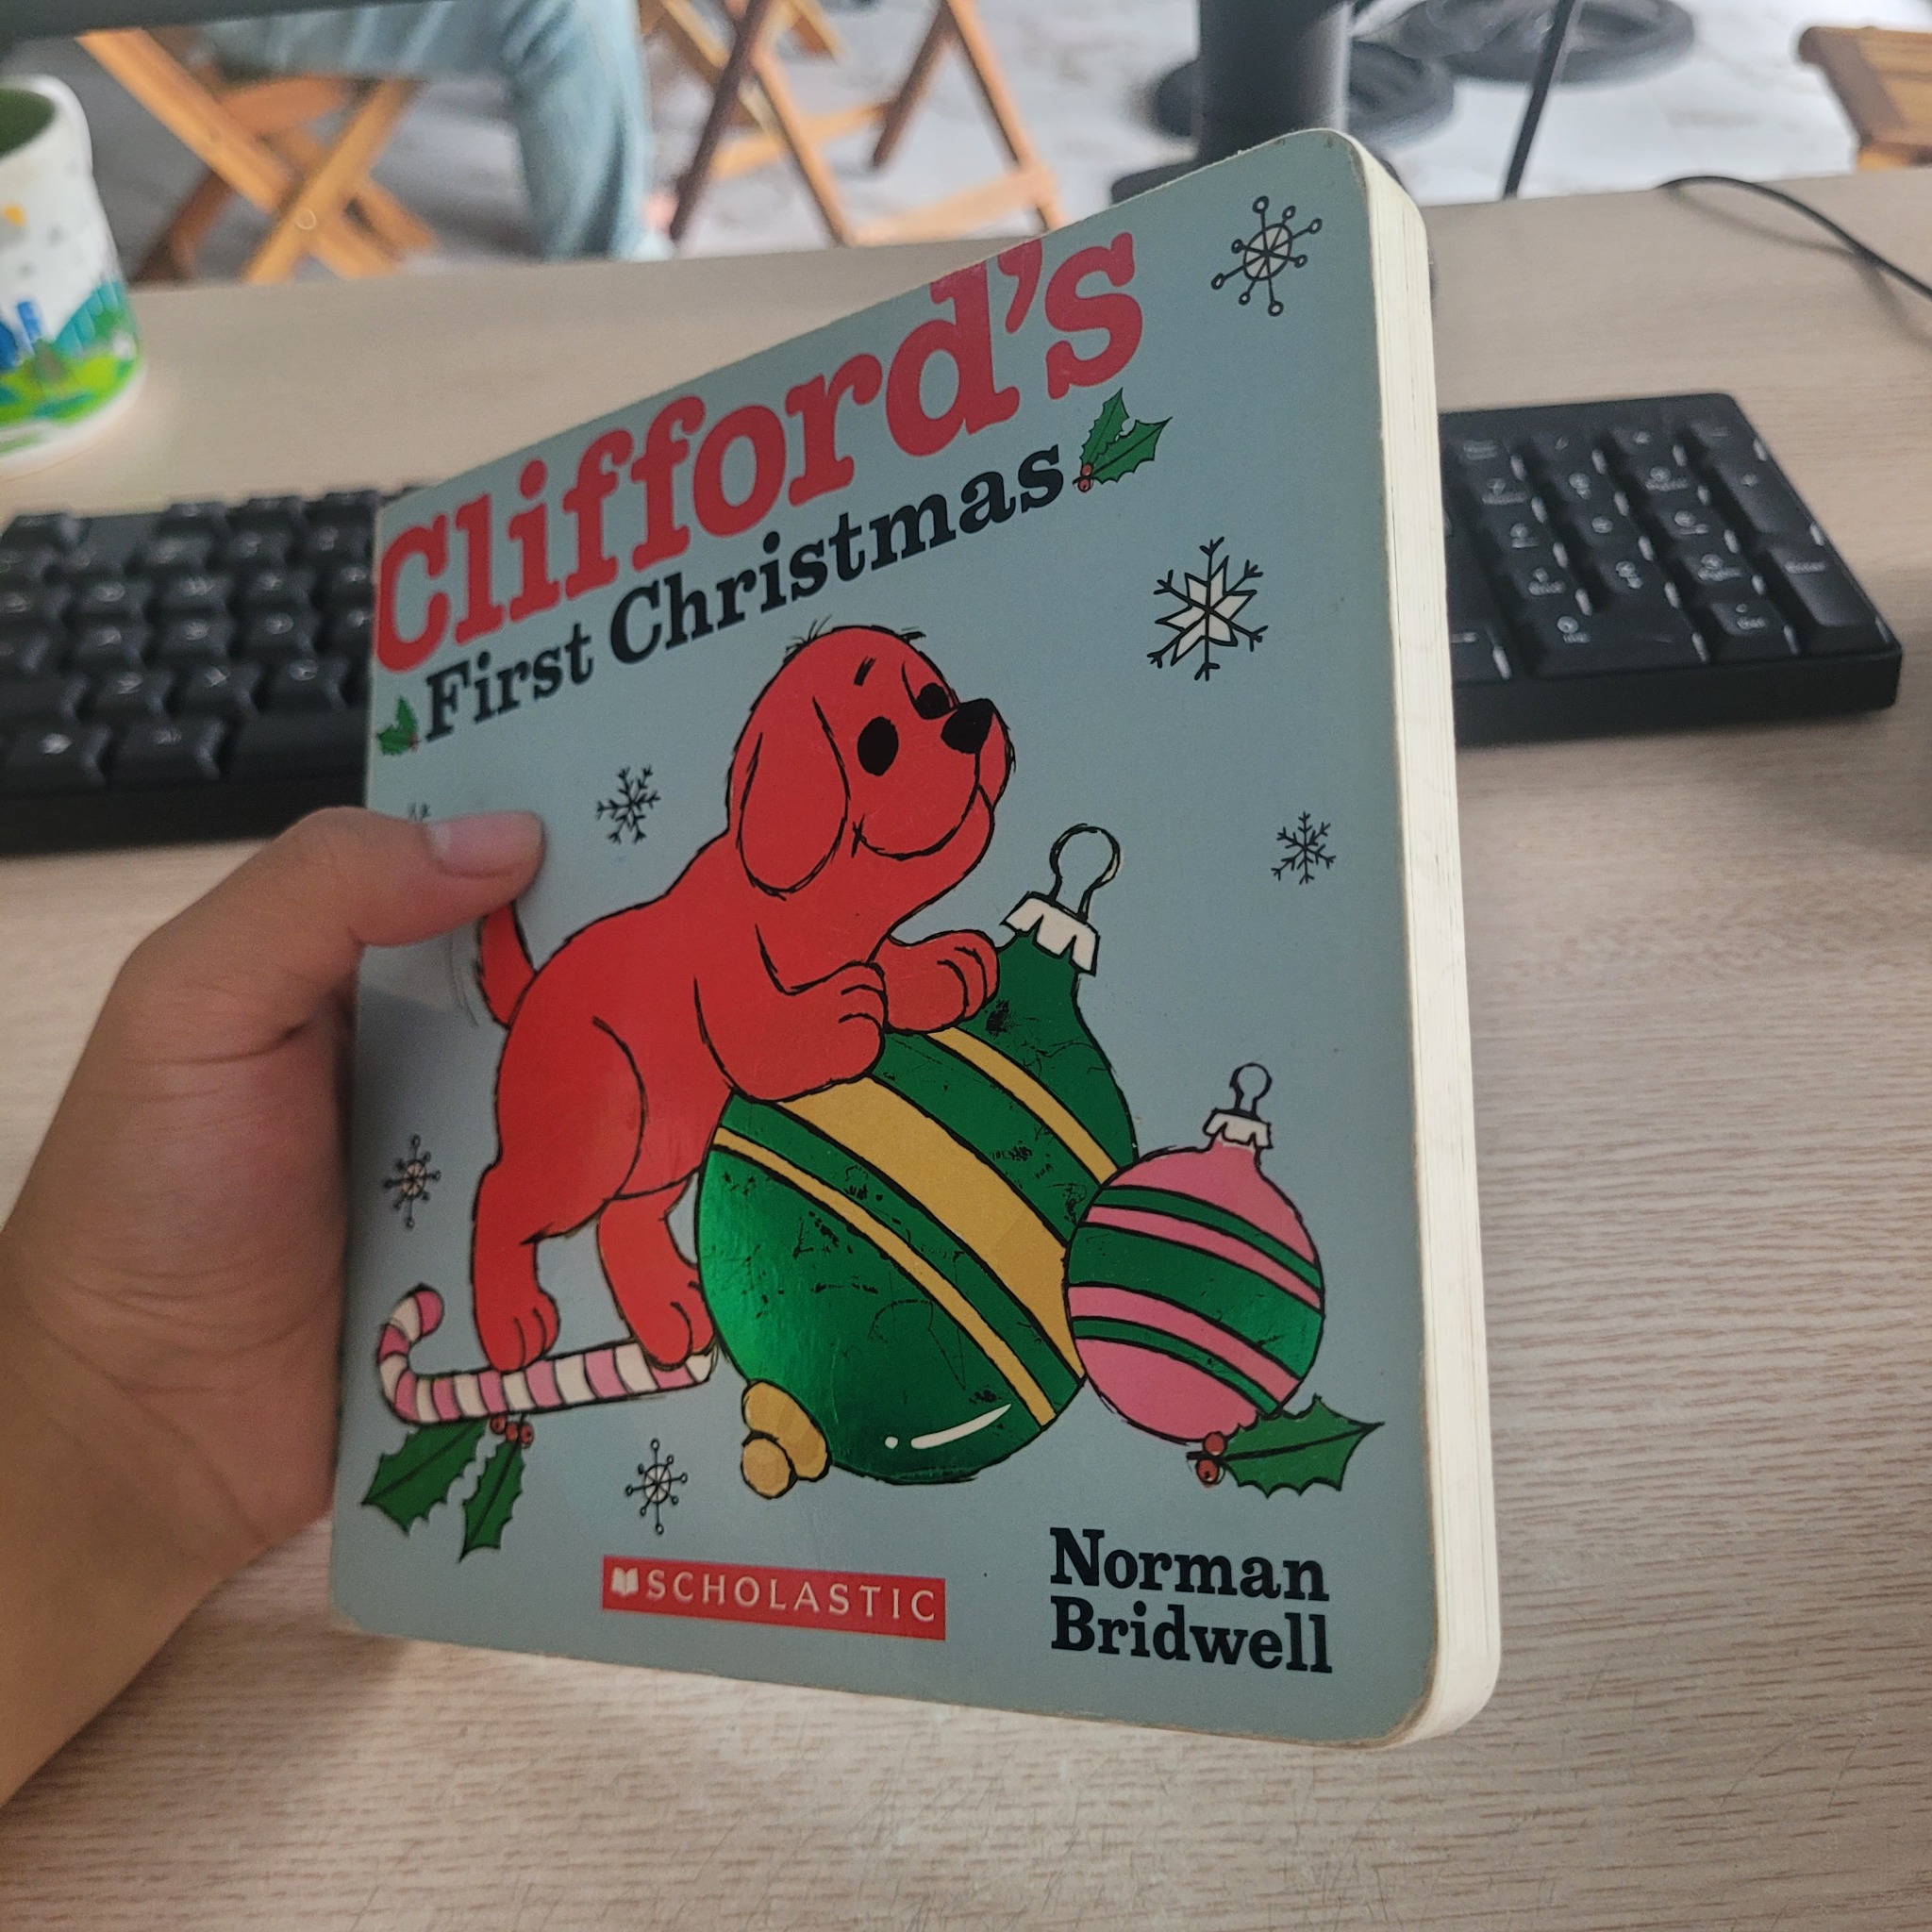 Clifford's
First Christmas
SCHOLASTIC
Norman
Bridwell